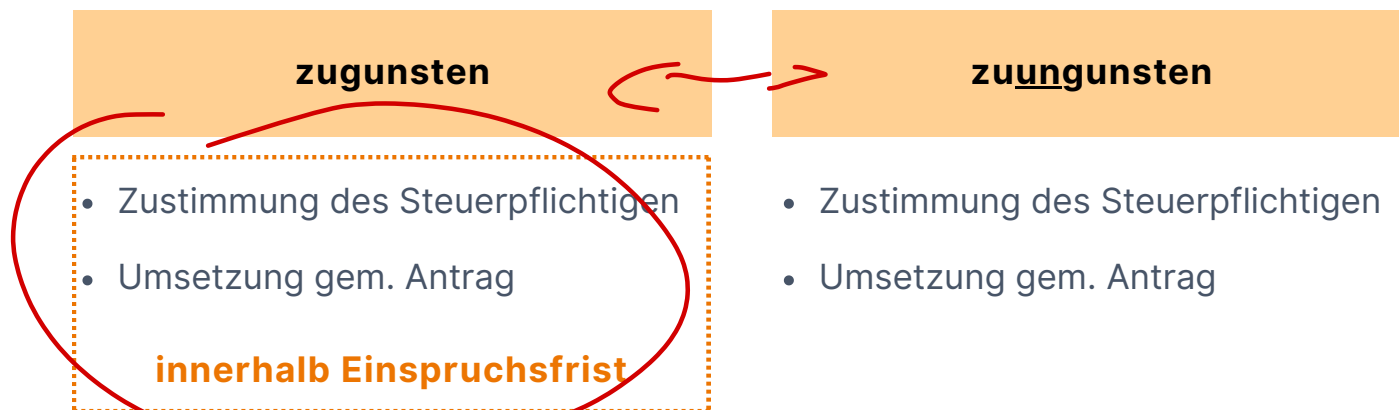 zugunsten
zuungunsten
• Zustimmung des Steuerpflichtigen
• Umsetzung gem. Antrag
innerhalb Einspruchsfrist
• Zustimmung des Steuerpflichtigen
• Umsetzung gem. Antrag